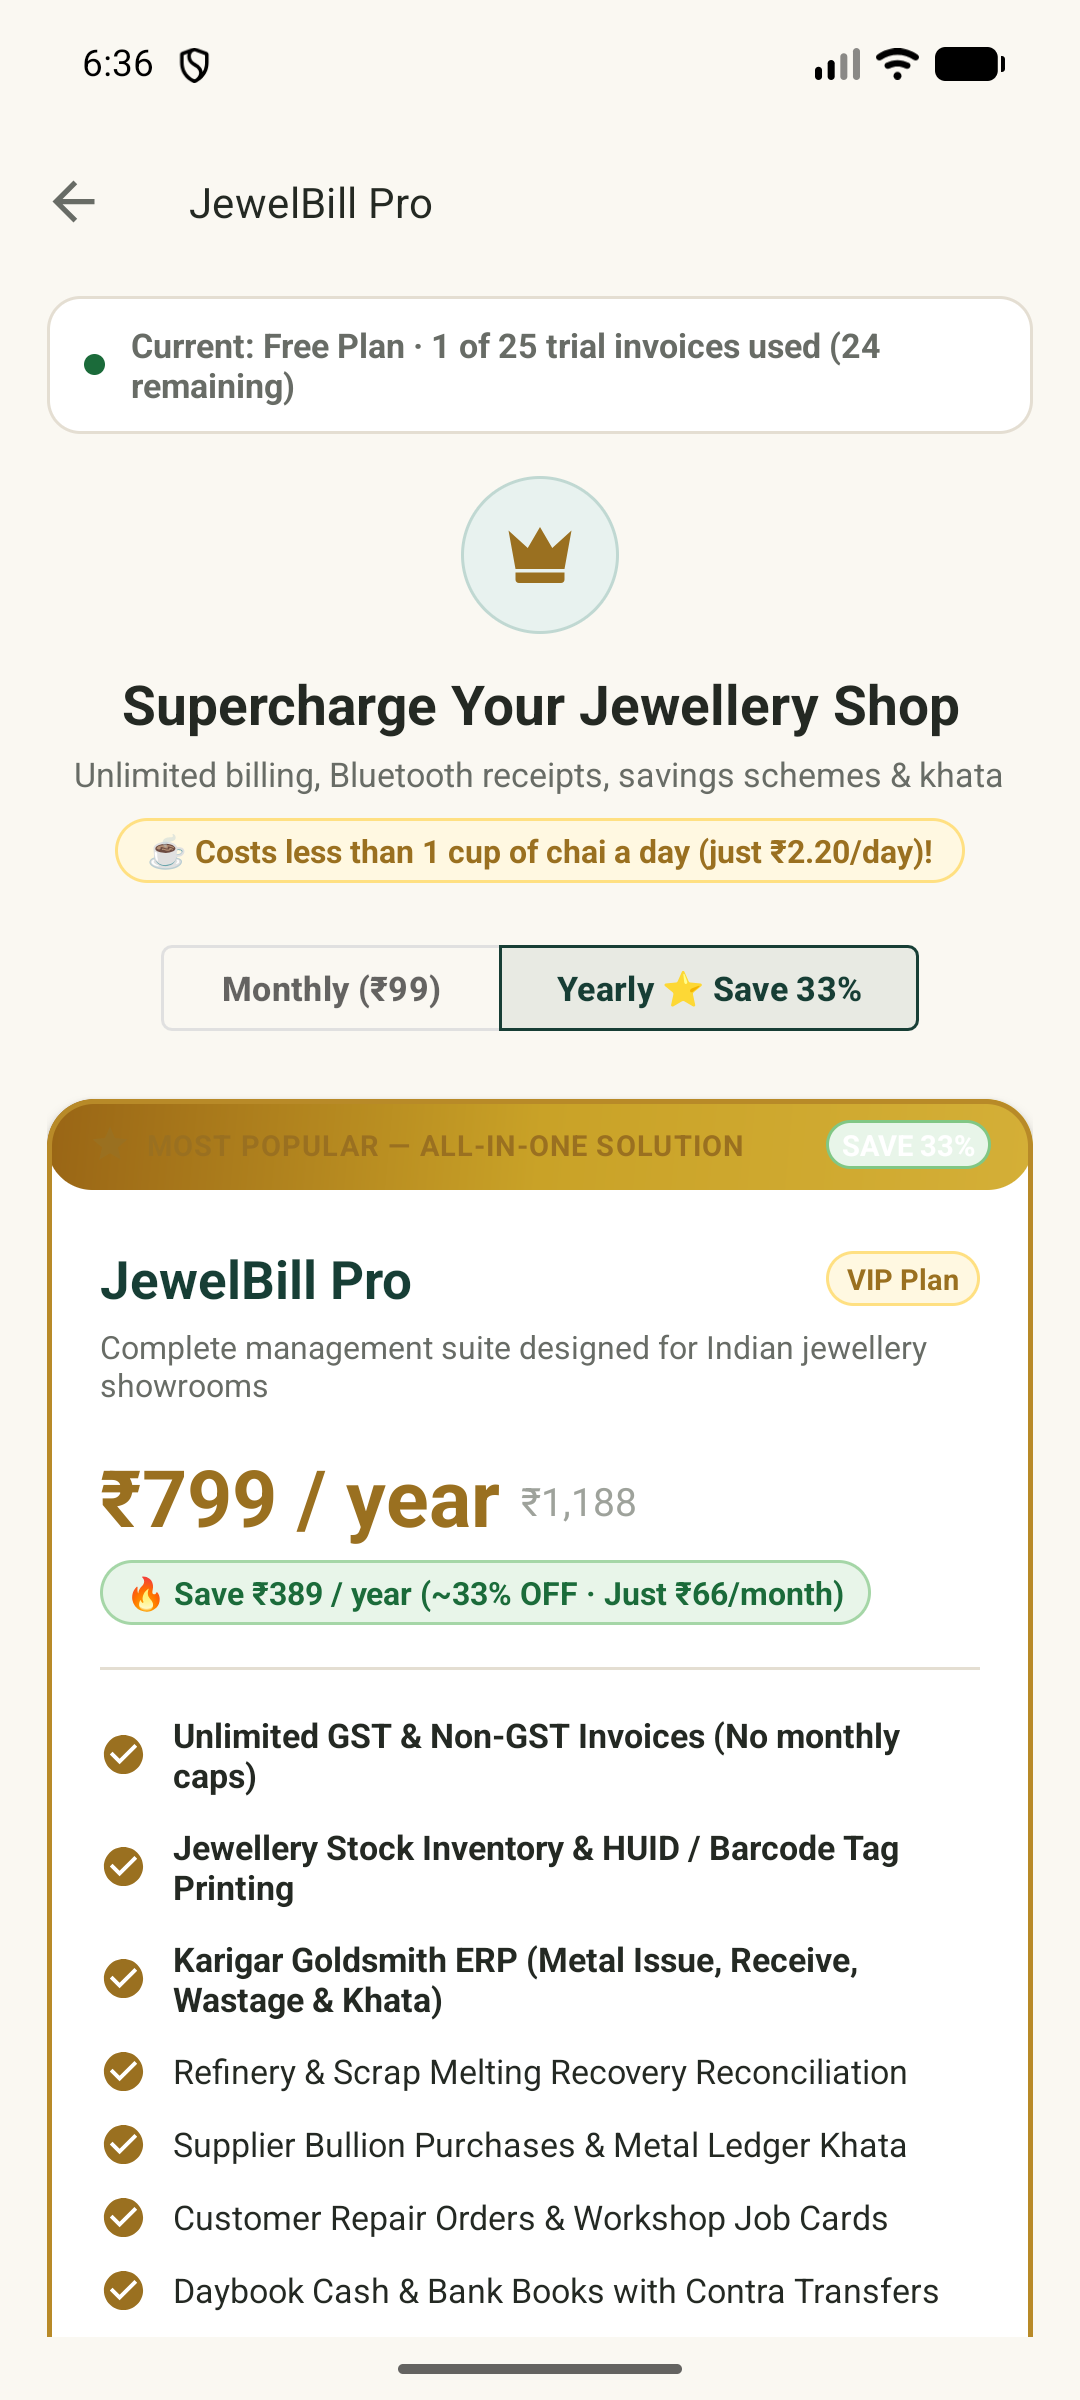 6:36
JewelBill Pro
Current: Free Plan · 1 of 25 trial invoices used (24
remaining)
Supercharge Your Jewellery Shop
Unlimited billing, Bluetooth receipts, savings schemes & khata
☕ Costs less than 1 cup of chai a day (just ₹2.20/day)!
Monthly (₹99)
Yearly ⭐ Save 33%
MOST POPULAR — ALL-IN-ONE SOLUTION
SAVE 33%
JewelBill Pro
VIP Plan
Complete management suite designed for Indian jewellery
showrooms
₹799 / year ₹1,188
🔥 Save ₹389 / year (~33% OFF · Just ₹66/month)
Unlimited GST & Non-GST Invoices (No monthly
caps)
Jewellery Stock Inventory & HUID / Barcode Tag
Printing
Karigar Goldsmith ERP (Metal Issue, Receive,
Wastage & Khata)
Refinery & Scrap Melting Recovery Reconciliation
Supplier Bullion Purchases & Metal Ledger Khata
Customer Repair Orders & Workshop Job Cards
Daybook Cash & Bank Books with Contra Transfers